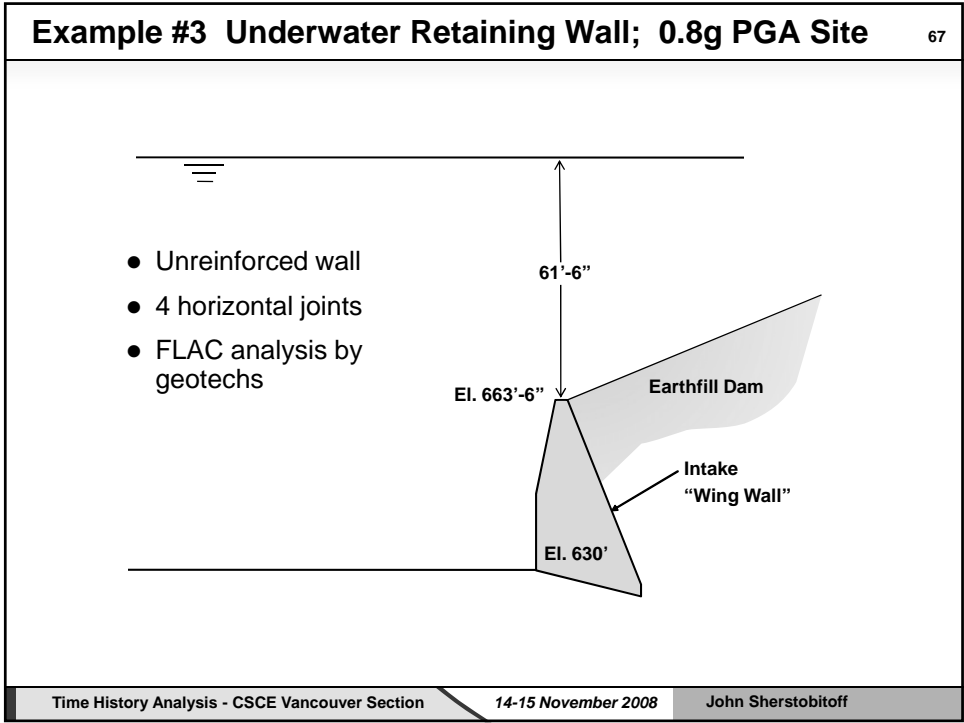 Example #3 Underwater Retaining Wall; 0.8g PGA Site
67
● Unreinforced wall
● 4 horizontal joints
● FLAC analysis by
geotechs
61’-6”
El. 663’-6”
Earthfill Dam
Intake
“Wing Wall”
El. 630’
Time History Analysis - CSCE Vancouver Section
14-15 November 2008
John Sherstobitoff